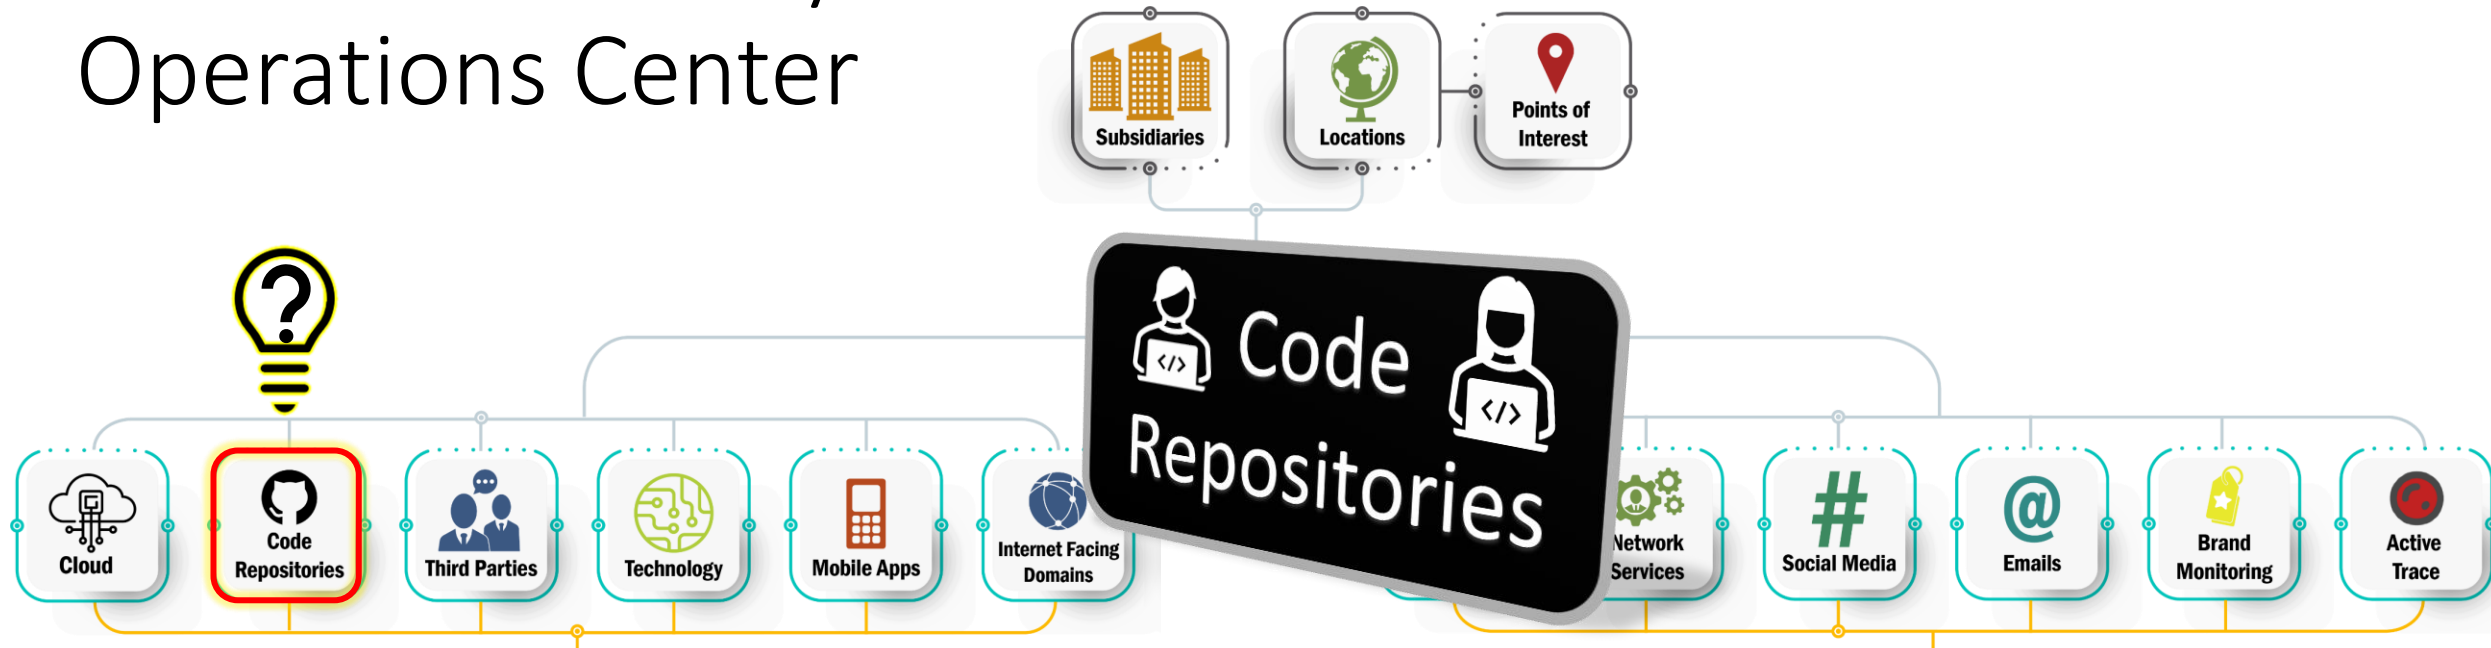 Operations Center
Subsidiaries
Locations
Points of
Interest
?
Code
Repositories
</>
</>
Cloud
Code
Repositories
Third Parties
Technology
Mobile Apps
Internet Facing
Domains
Network
Services
#
Social Media
@
Emails
Brand
Monitoring
Active
Trace